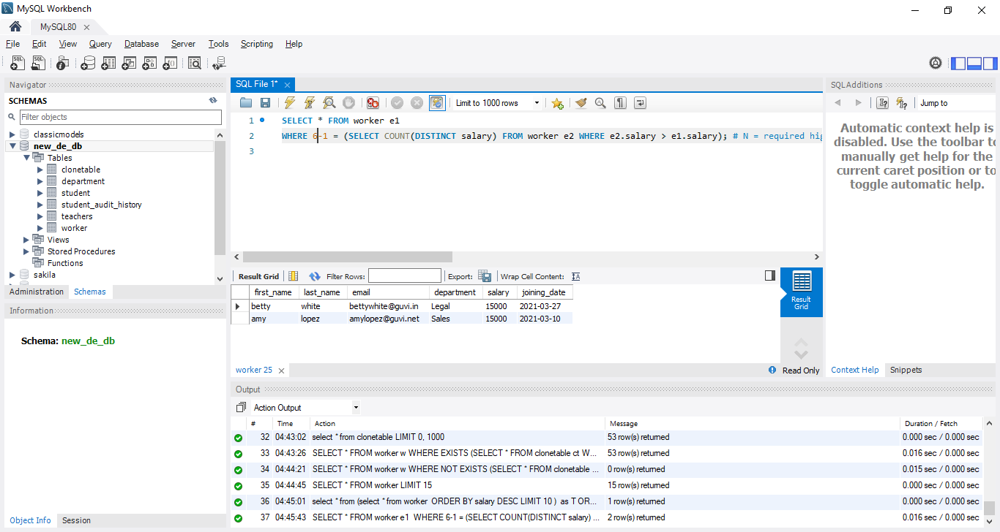 MySQL Workbench
MySQL80
File Edit View Query Database Server Tools Scripting Help
Navigator
SCHEMAS
Filter objects
classicmodels
new_de_db
Tables
clonetable
department
student
student_audit_history
teachers
worker
Views
Stored Procedures
Functions
sakila
Administration Schemas
Information
Schema: new_de_db
Object Info Session
SQL File 1*
Limit to 1000 rows
1 SELECT * FROM worker e1
2 WHERE 6-1 = (SELECT COUNT(DISTINCT salary) FROM worker e2 WHERE e2.salary > e1.salary); # N = required hig
3
Result Grid Filter Rows: Export: Wrap Cell Content:
first_name last_name email department salary joining_date
betty white bettywhite@guvi.in Legal 15000 2021-03-27
amy lopez amylopez@guvi.net Sales 15000 2021-03-10
Result
Grid
worker 25
Read Only
SQLAdditions
Jump to
Automatic context help is
disabled. Use the toolbar to
manually get help for the
current caret position or to
toggle automatic help.
Context Help Snippets
Output
Action Output
# Time Action Message Duration / Fetch
32 04:43:02 select * from clonetable LIMIT 0, 1000 53 row(s) returned 0.000 sec / 0.000 sec
33 04:43:26 SELECT * FROM worker w WHERE EXISTS (SELECT * FROM clonetable ct W... 53 row(s) returned 0.016 sec / 0.000 sec
34 04:44:21 SELECT * FROM worker w WHERE NOT EXISTS (SELECT * FROM clonetable ... 0 row(s) returned 0.015 sec / 0.000 sec
35 04:44:45 SELECT * FROM worker LIMIT 15 15 row(s) returned 0.000 sec / 0.000 sec
36 04:45:01 select * from (select * from worker ORDER BY salary DESC LIMIT 10 ) as T OR... 1 row(s) returned 0.000 sec / 0.000 sec
37 04:45:43 SELECT * FROM worker e1 WHERE 6-1 = (SELECT COUNT(DISTINCT salary) ... 2 row(s) returned 0.016 sec / 0.000 sec